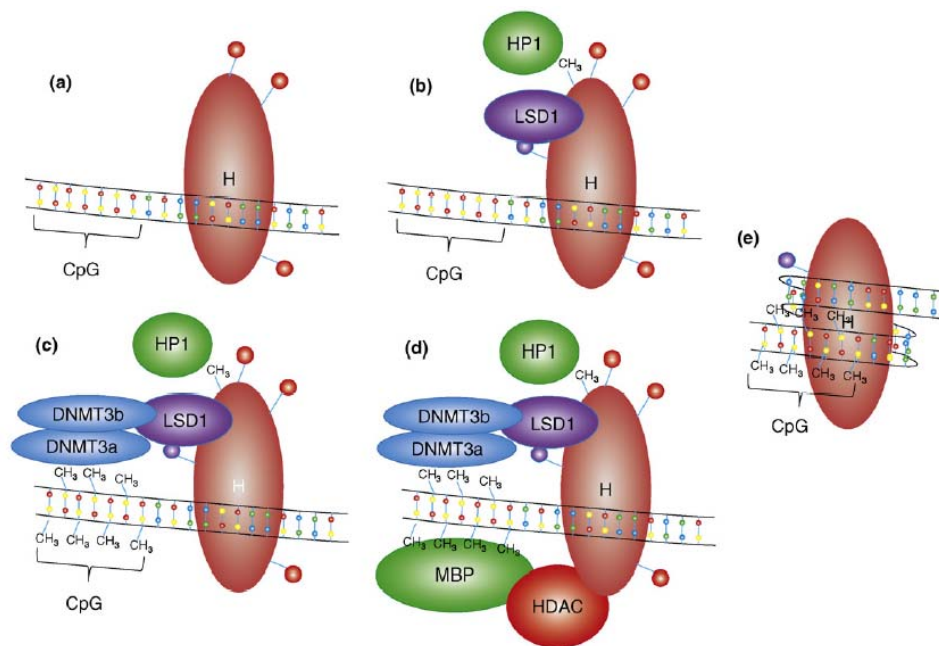 (a)
H
CpG
(b)
HP1
CH3
LSD1
H
CpG
(c)
HP1
CH3
DNMT3b
LSD1
DNMT3a
CH3 CH3 CH3
H
CH3 CH3 CH3 CH3
CpG
(d)
HP1
CH3
DNMT3b
LSD1
DNMT3a
CH3 CH3 CH3
H
CH3 CH3 CH3 CH3
MBP
HDAC
(e)
CH3 CH3 CH3
H
CH3 CH3 CH3 CH3
CpG